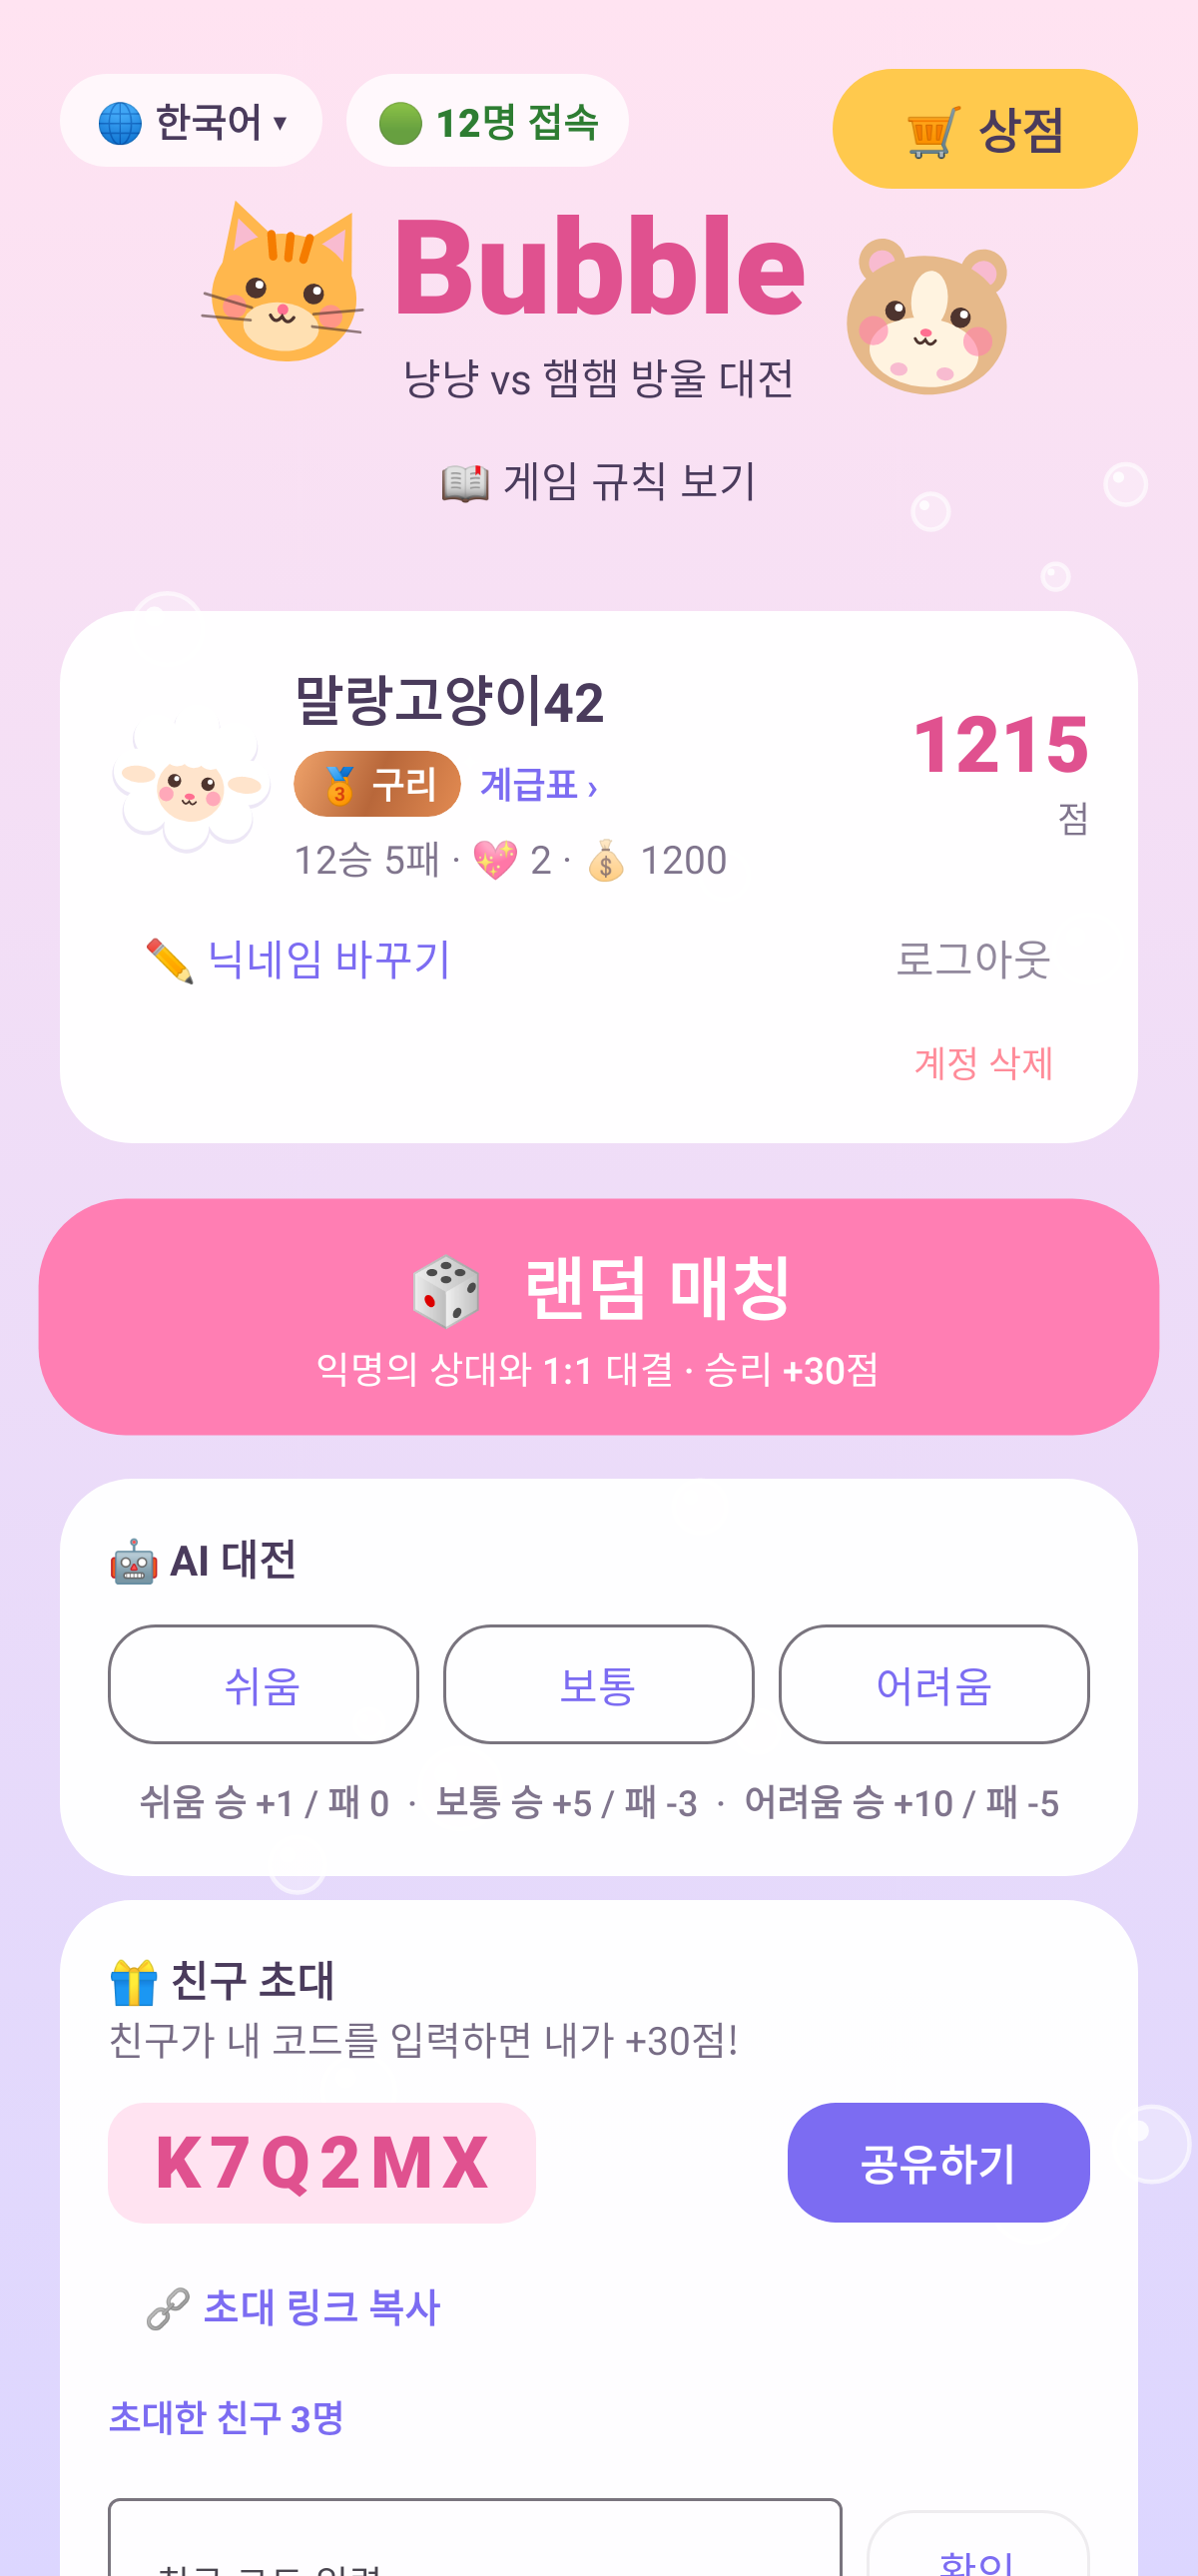 한국어 ▾
12명 접속
상점
Bubble
냥냥 vs 햄햄 방울 대전
게임 규칙 보기
말랑고양이42
3 구리
계급표 ›
12승 5패 · 💖 2 · 💰 1200
1215
점
닉네임 바꾸기
로그아웃
계정 삭제
랜덤 매칭
익명의 상대와 1:1 대결 · 승리 +30점
AI 대전
쉬움
보통
어려움
쉬움 승 +1 / 패 0 · 보통 승 +5 / 패 -3 · 어려움 승 +10 / 패 -5
친구 초대
친구가 내 코드를 입력하면 내가 +30점!
K7Q2MX
공유하기
초대 링크 복사
초대한 친구 3명
확인